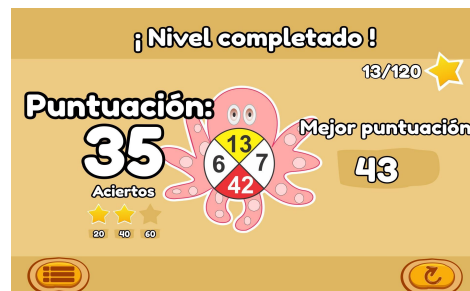 ¡ Nivel completado !
13/120
Puntuación:
35
Aciertos
20 40 60
13
6 7
42
Mejor puntuación
43